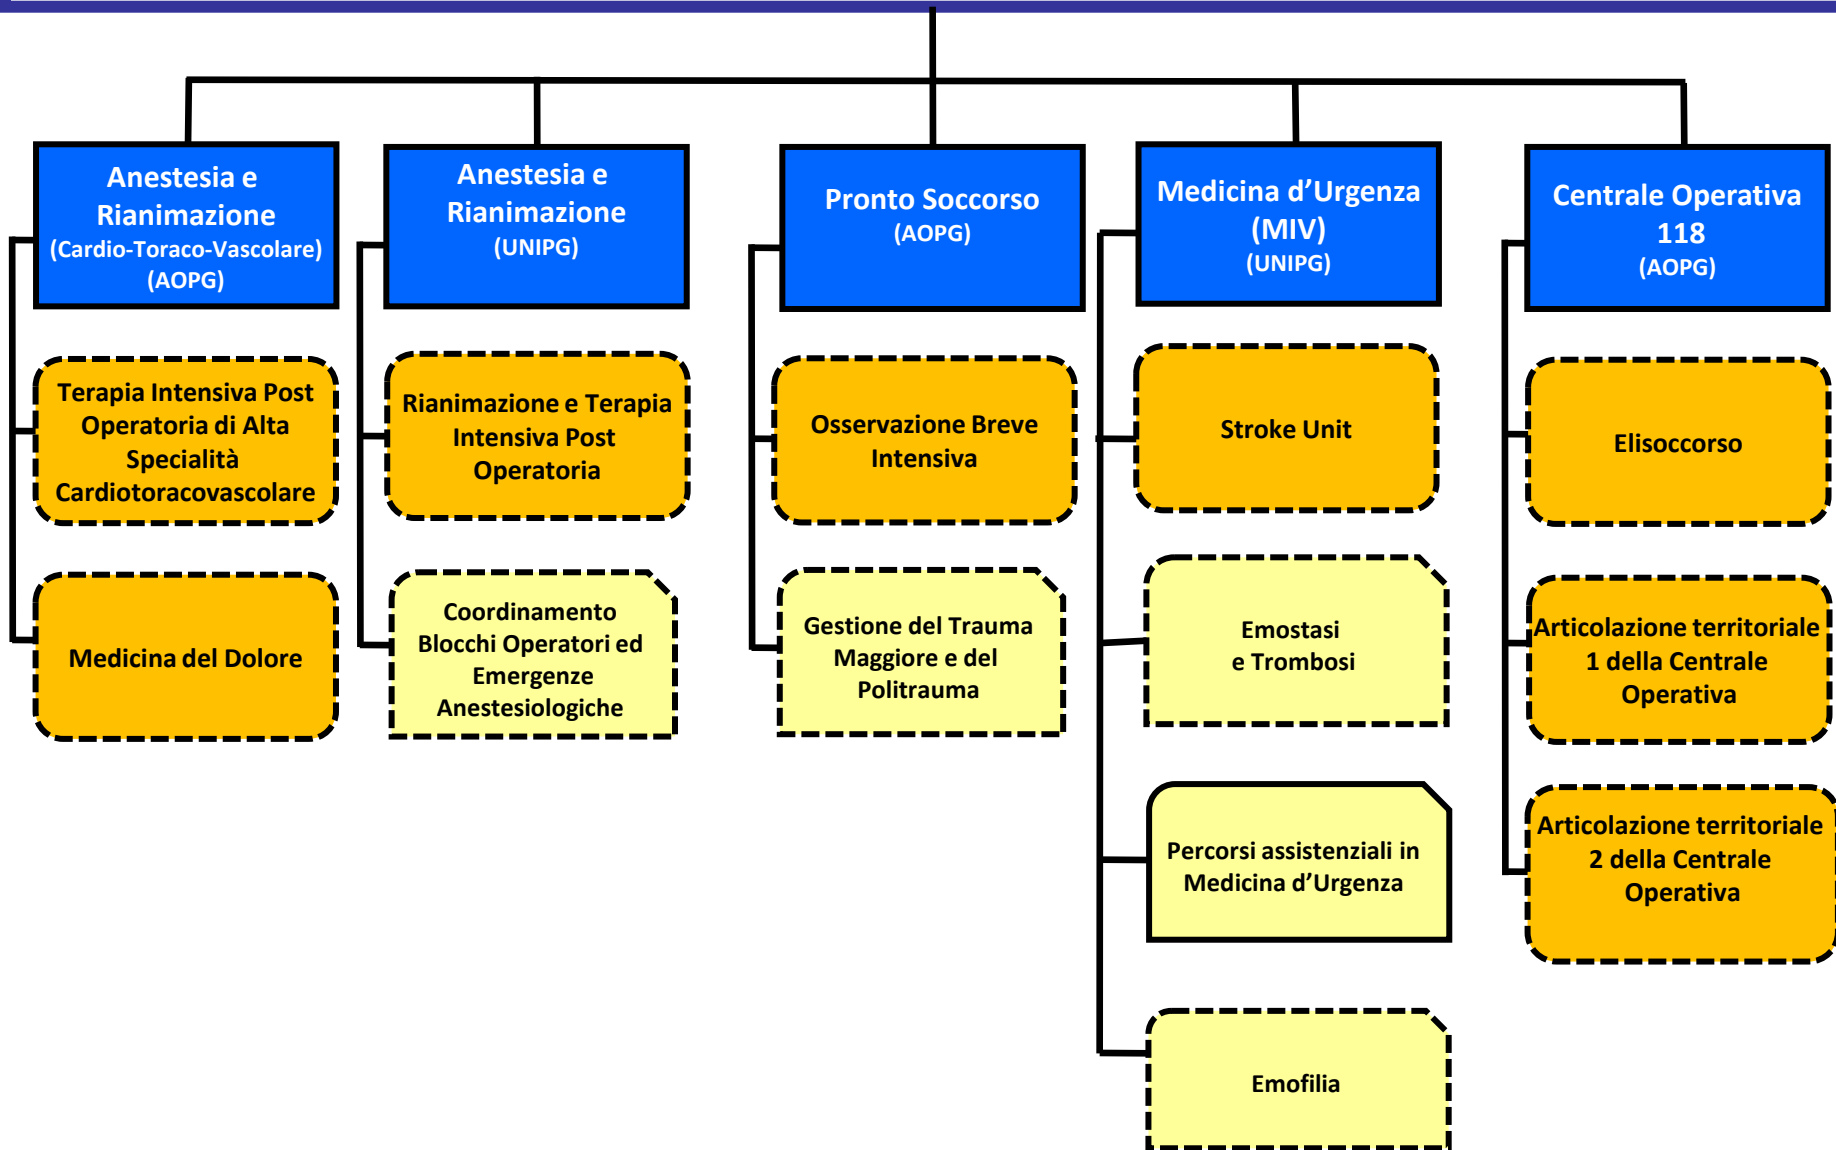 Anestesia e
Rianimazione
(Cardio-Toraco-Vascolare)
(AOPG)
Terapia Intensiva Post
Operatoria di Alta
Specialità
Cardiotoracovascolare
Medicina del Dolore
Anestesia e
Rianimazione
(UNIPG)
Rianimazione e Terapia
Intensiva Post
Operatoria
Coordinamento
Blocchi Operatori ed
Emergenze
Anestesiologiche
Pronto Soccorso
(AOPG)
Osservazione Breve
Intensiva
Gestione del Trauma
Maggiore e del
Politrauma
Medicina d’Urgenza
(MIV)
(UNIPG)
Stroke Unit
Emostasi
e Trombosi
Percorsi assistenziali in
Medicina d’Urgenza
Emofilia
Centrale Operativa
118
(AOPG)
Elisoccorso
Articolazione territoriale
1 della Centrale
Operativa
Articolazione territoriale
2 della Centrale
Operativa